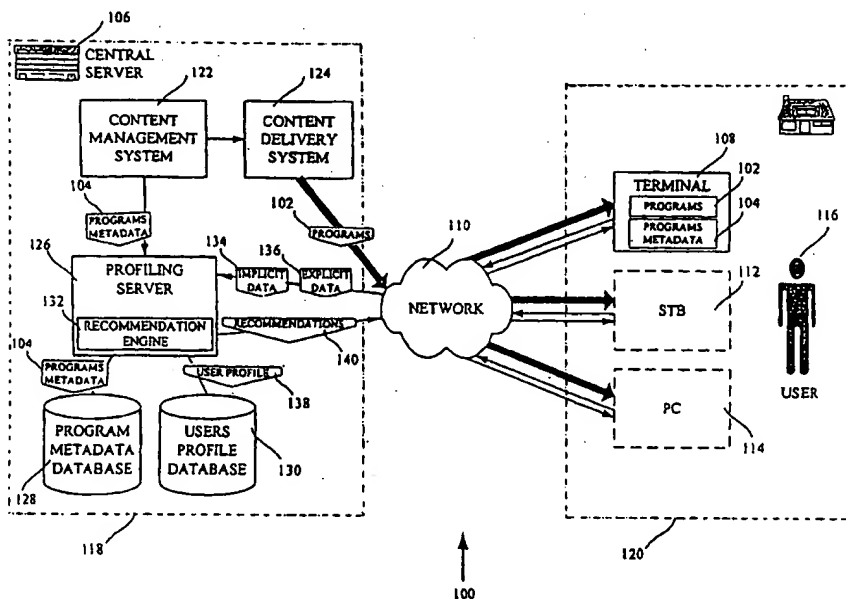 106
CENTRAL
SERVER
122
124
CONTENT
MANAGEMENT
SYSTEM
CONTENT
DELIVERY
SYSTEM
104
PROGRAMS
METADATA
102
PROGRAMS
126
134
136
IMPLICIT
DATA
EXPLICIT
DATA
PROFILING
SERVER
132
RECOMMENDATION
ENGINE
RECOMMENDATIONS
140
104
PROGRAMS
METADATA
USER PROFILE
138
PROGRAM
METADATA
DATABASE
128
USERS
PROFILE
DATABASE
130
118
110
NETWORK
108
TERMINAL
102
PROGRAMS
104
PROGRAMS
METADATA
112
STB
PC
114
116
USER
120
100